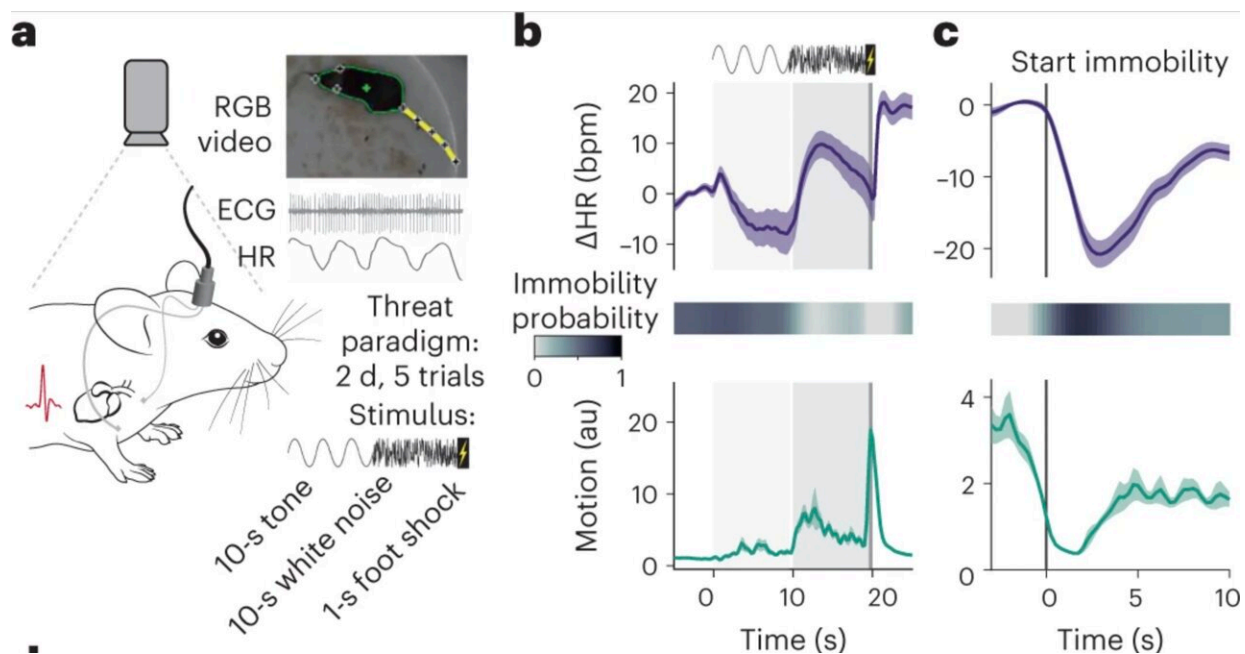 a
RGB
video
ECG
HR
Threat
paradigm:
2 d, 5 trials
Stimulus:
10-s tone
10-s white noise
1-s foot shock
b
20
10
0
−10
ΔHR (bpm)
Immobility
probability
0
1
20
10
0
Motion (au)
0
10
20
Time (s)
c
Start immobility
0
−10
−20
4
2
0
0
5
10
Time (s)